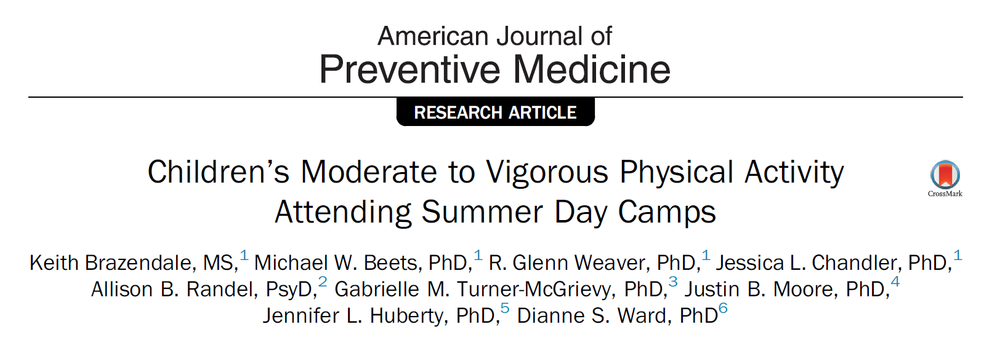 American Journal of
Preventive Medicine
RESEARCH ARTICLE
Children’s Moderate to Vigorous Physical Activity
Attending Summer Day Camps
CrossMark
Keith Brazendale, MS,1 Michael W. Beets, PhD,1 R. Glenn Weaver, PhD,1 Jessica L. Chandler, PhD,1
Allison B. Randel, PsyD,2 Gabrielle M. Turner-McGrievy, PhD,3 Justin B. Moore, PhD,4
Jennifer L. Huberty, PhD,5 Dianne S. Ward, PhD6